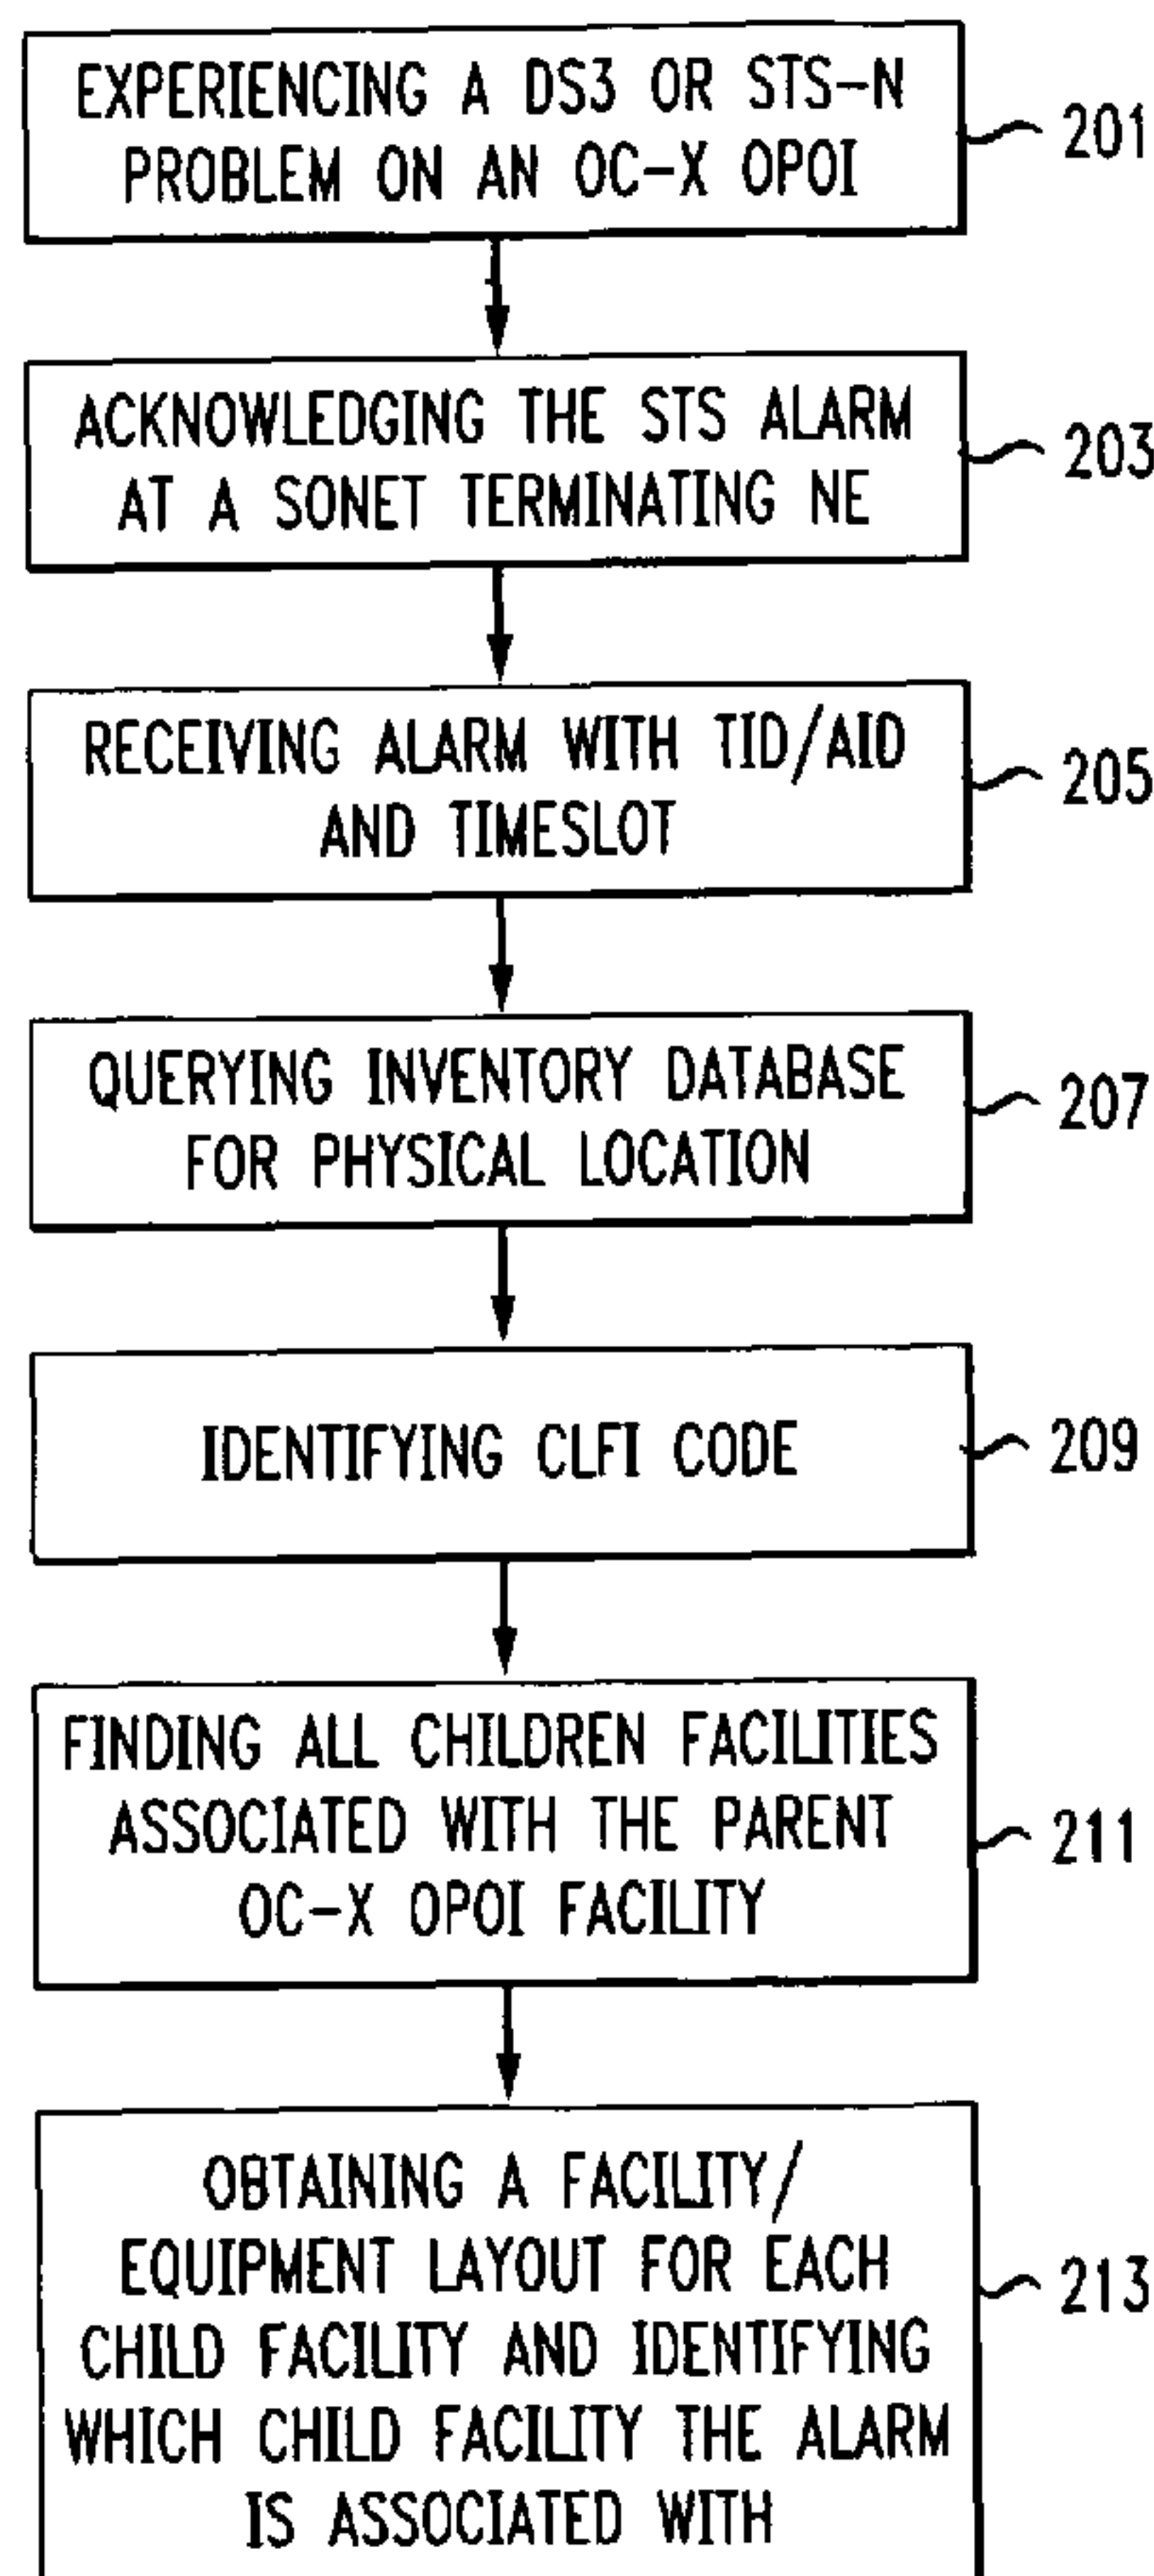 EXPERIENCING A DS3 OR STS-N
PROBLEM ON AN OC-X OPOI
201
ACKNOWLEDGING THE STS ALARM
AT A SONET TERMINATING NE
203
RECEIVING ALARM WITH TID/AID
AND TIMESLOT
205
QUERYING INVENTORY DATABASE
FOR PHYSICAL LOCATION
207
IDENTIFYING CLFI CODE
209
FINDING ALL CHILDREN FACILITIES
ASSOCIATED WITH THE PARENT
OC-X OPOI FACILITY
211
OBTAINING A FACILITY/
EQUIPMENT LAYOUT FOR EACH
CHILD FACILITY AND IDENTIFYING
WHICH CHILD FACILITY THE ALARM
IS ASSOCIATED WITH
213